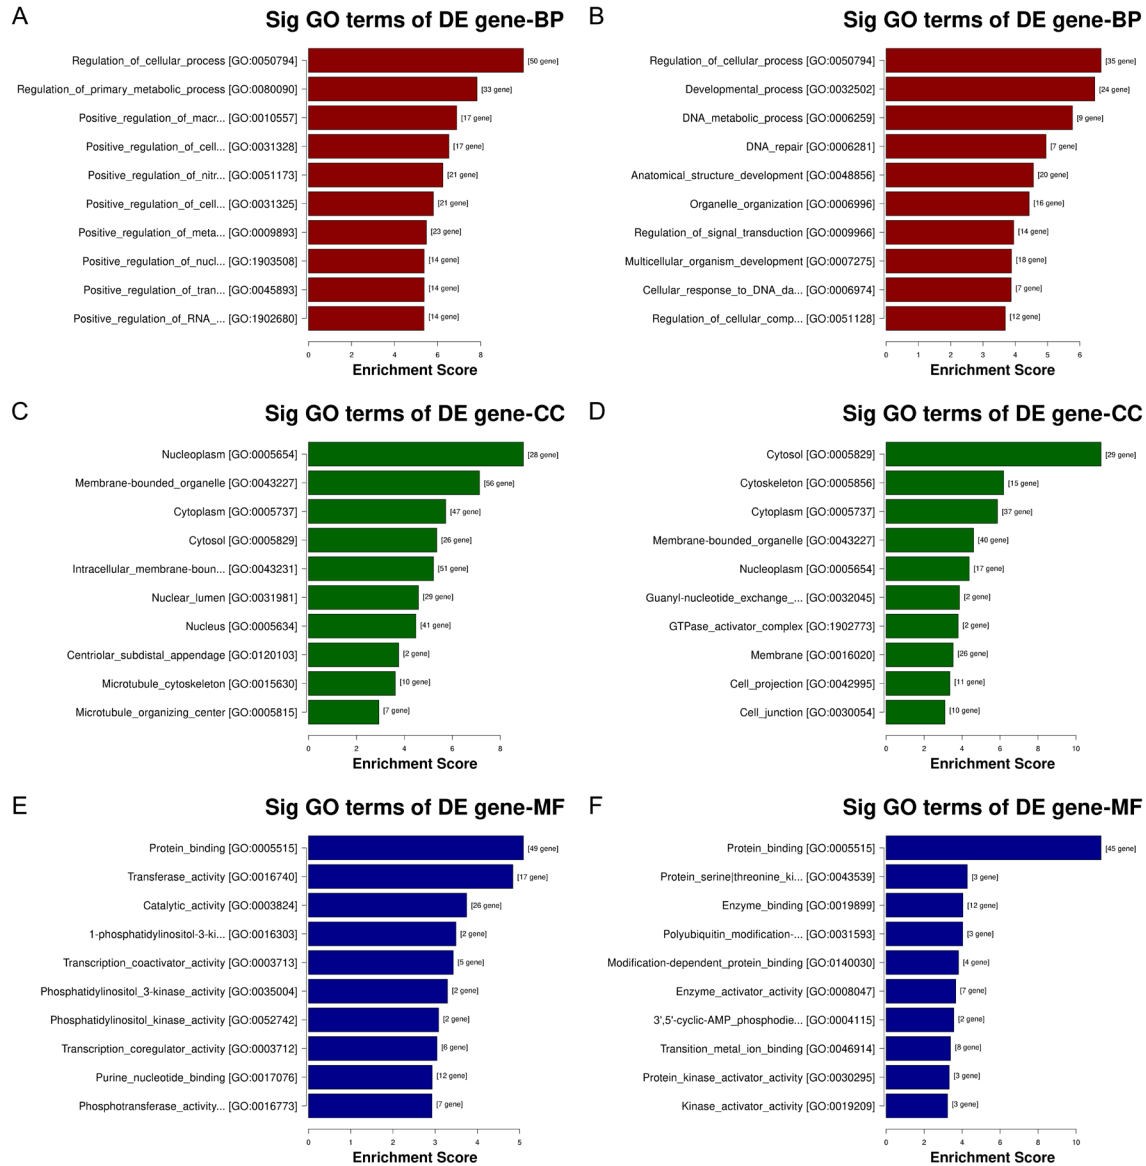 A
Sig GO terms of DE gene-BP
Regulation_of_cellular_process [GO:0050794] [50 gene]
Regulation_of_primary_metabolic_process [GO:0080090] [33 gene]
Positive_regulation_of_macr... [GO:0010557] [17 gene]
Positive_regulation_of_cell... [GO:0031328] [17 gene]
Positive_regulation_of_nitr... [GO:0051173] [21 gene]
Positive_regulation_of_cell... [GO:0031325] [21 gene]
Positive_regulation_of_meta... [GO:0009893] [23 gene]
Positive_regulation_of_nucl... [GO:1903508] [14 gene]
Positive_regulation_of_tran... [GO:0045893] [14 gene]
Positive_regulation_of_RNA_... [GO:1902680] [14 gene]
0 2 4 6 8
Enrichment Score
B
Sig GO terms of DE gene-BP
Regulation_of_cellular_process [GO:0050794] [35 gene]
Developmental_process [GO:0032502] [24 gene]
DNA_metabolic_process [GO:0006259] [9 gene]
DNA_repair [GO:0006281] [7 gene]
Anatomical_structure_development [GO:0048856] [20 gene]
Organelle_organization [GO:0006996] [16 gene]
Regulation_of_signal_transduction [GO:0009966] [14 gene]
Multicellular_organism_development [GO:0007275] [18 gene]
Cellular_response_to_DNA_da... [GO:0006974] [7 gene]
Regulation_of_cellular_comp... [GO:0051128] [12 gene]
0 1 2 3 4 5 6
Enrichment Score
C
Sig GO terms of DE gene-CC
Nucleoplasm [GO:0005654] [28 gene]
Membrane-bounded_organelle [GO:0043227] [56 gene]
Cytoplasm [GO:0005737] [47 gene]
Cytosol [GO:0005829] [26 gene]
Intracellular_membrane-boun... [GO:0043231] [51 gene]
Nuclear_lumen [GO:0031981] [29 gene]
Nucleus [GO:0005634] [41 gene]
Centriolar_subdistal_appendage [GO:0120103] [2 gene]
Microtubule_cytoskeleton [GO:0015630] [10 gene]
Microtubule_organizing_center [GO:0005815] [7 gene]
0 2 4 6 8
Enrichment Score
D
Sig GO terms of DE gene-CC
Cytosol [GO:0005829] [29 gene]
Cytoskeleton [GO:0005856] [15 gene]
Cytoplasm [GO:0005737] [37 gene]
Membrane-bounded_organelle [GO:0043227] [40 gene]
Nucleoplasm [GO:0005654] [17 gene]
Guanyl-nucleotide_exchange_... [GO:0032045] [2 gene]
GTPase_activator_complex [GO:1902773] [2 gene]
Membrane [GO:0016020] [26 gene]
Cell_projection [GO:0042995] [11 gene]
Cell_junction [GO:0030054] [10 gene]
0 2 4 6 8 10
Enrichment Score
E
Sig GO terms of DE gene-MF
Protein_binding [GO:0005515] [49 gene]
Transferase_activity [GO:0016740] [17 gene]
Catalytic_activity [GO:0003824] [26 gene]
1-phosphatidylinositol-3-ki... [GO:0016303] [2 gene]
Transcription_coactivator_activity [GO:0003713] [5 gene]
Phosphatidylinositol_3-kinase_activity [GO:0035004] [2 gene]
Phosphatidylinositol_kinase_activity [GO:0052742] [2 gene]
Transcription_coregulator_activity [GO:0003712] [6 gene]
Purine_nucleotide_binding [GO:0017076] [12 gene]
Phosphotransferase_activity... [GO:0016773] [7 gene]
0 1 2 3 4 5
Enrichment Score
F
Sig GO terms of DE gene-MF
Protein_binding [GO:0005515] [45 gene]
Protein_serine|threonine_ki... [GO:0043539] [3 gene]
Enzyme_binding [GO:0019899] [12 gene]
Polyubiquitin_modification-... [GO:0031593] [3 gene]
Modification-dependent_protein_binding [GO:0140030] [4 gene]
Enzyme_activator_activity [GO:0008047] [7 gene]
3',5'-cyclic-AMP_phosphodie... [GO:0004115] [2 gene]
Transition_metal_ion_binding [GO:0046914] [8 gene]
Protein_kinase_activator_activity [GO:0030295] [3 gene]
Kinase_activator_activity [GO:0019209] [3 gene]
0 2 4 6 8 10
Enrichment Score